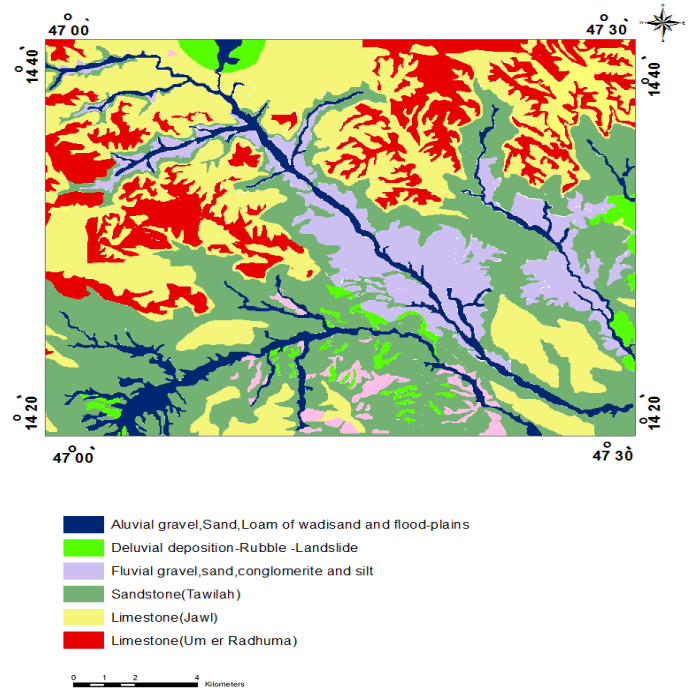 47 00 47 30
14 40 14 40
14 20 14 20
47 00 47 30
Aluvial gravel,Sand,Loam of wadisand and flood-plains
Deluvial deposition-Rubble -Landslide
Fluvial gravel,sand,conglomerite and silt
Sandstone(Tawilah)
Limestone(Jawl)
Limestone(Um er Radhuma)
0 1 2 4
Kilometers